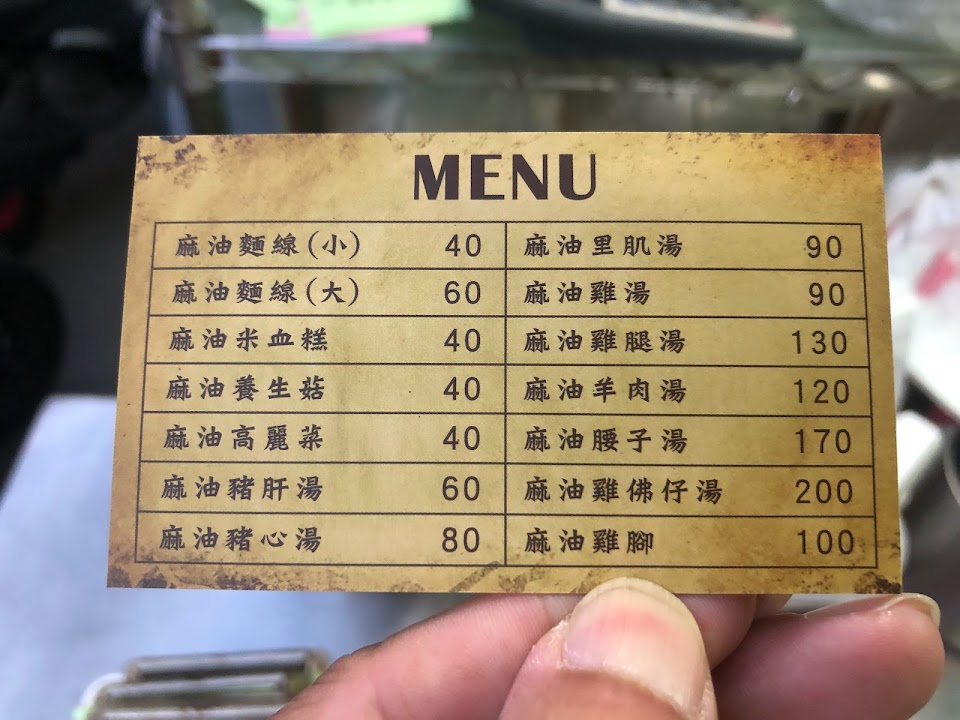 MENU
麻油麵線(小) 40
麻油麵線(大) 60
麻油米血糕 40
麻油養生菇 40
麻油高麗菜 40
麻油豬肝湯 60
麻油豬心湯 80
麻油里肌湯 90
麻油雞湯 90
麻油雞腿湯 130
麻油羊肉湯 120
麻油腰子湯 170
麻油雞佛仔湯 200
麻油雞腳 100